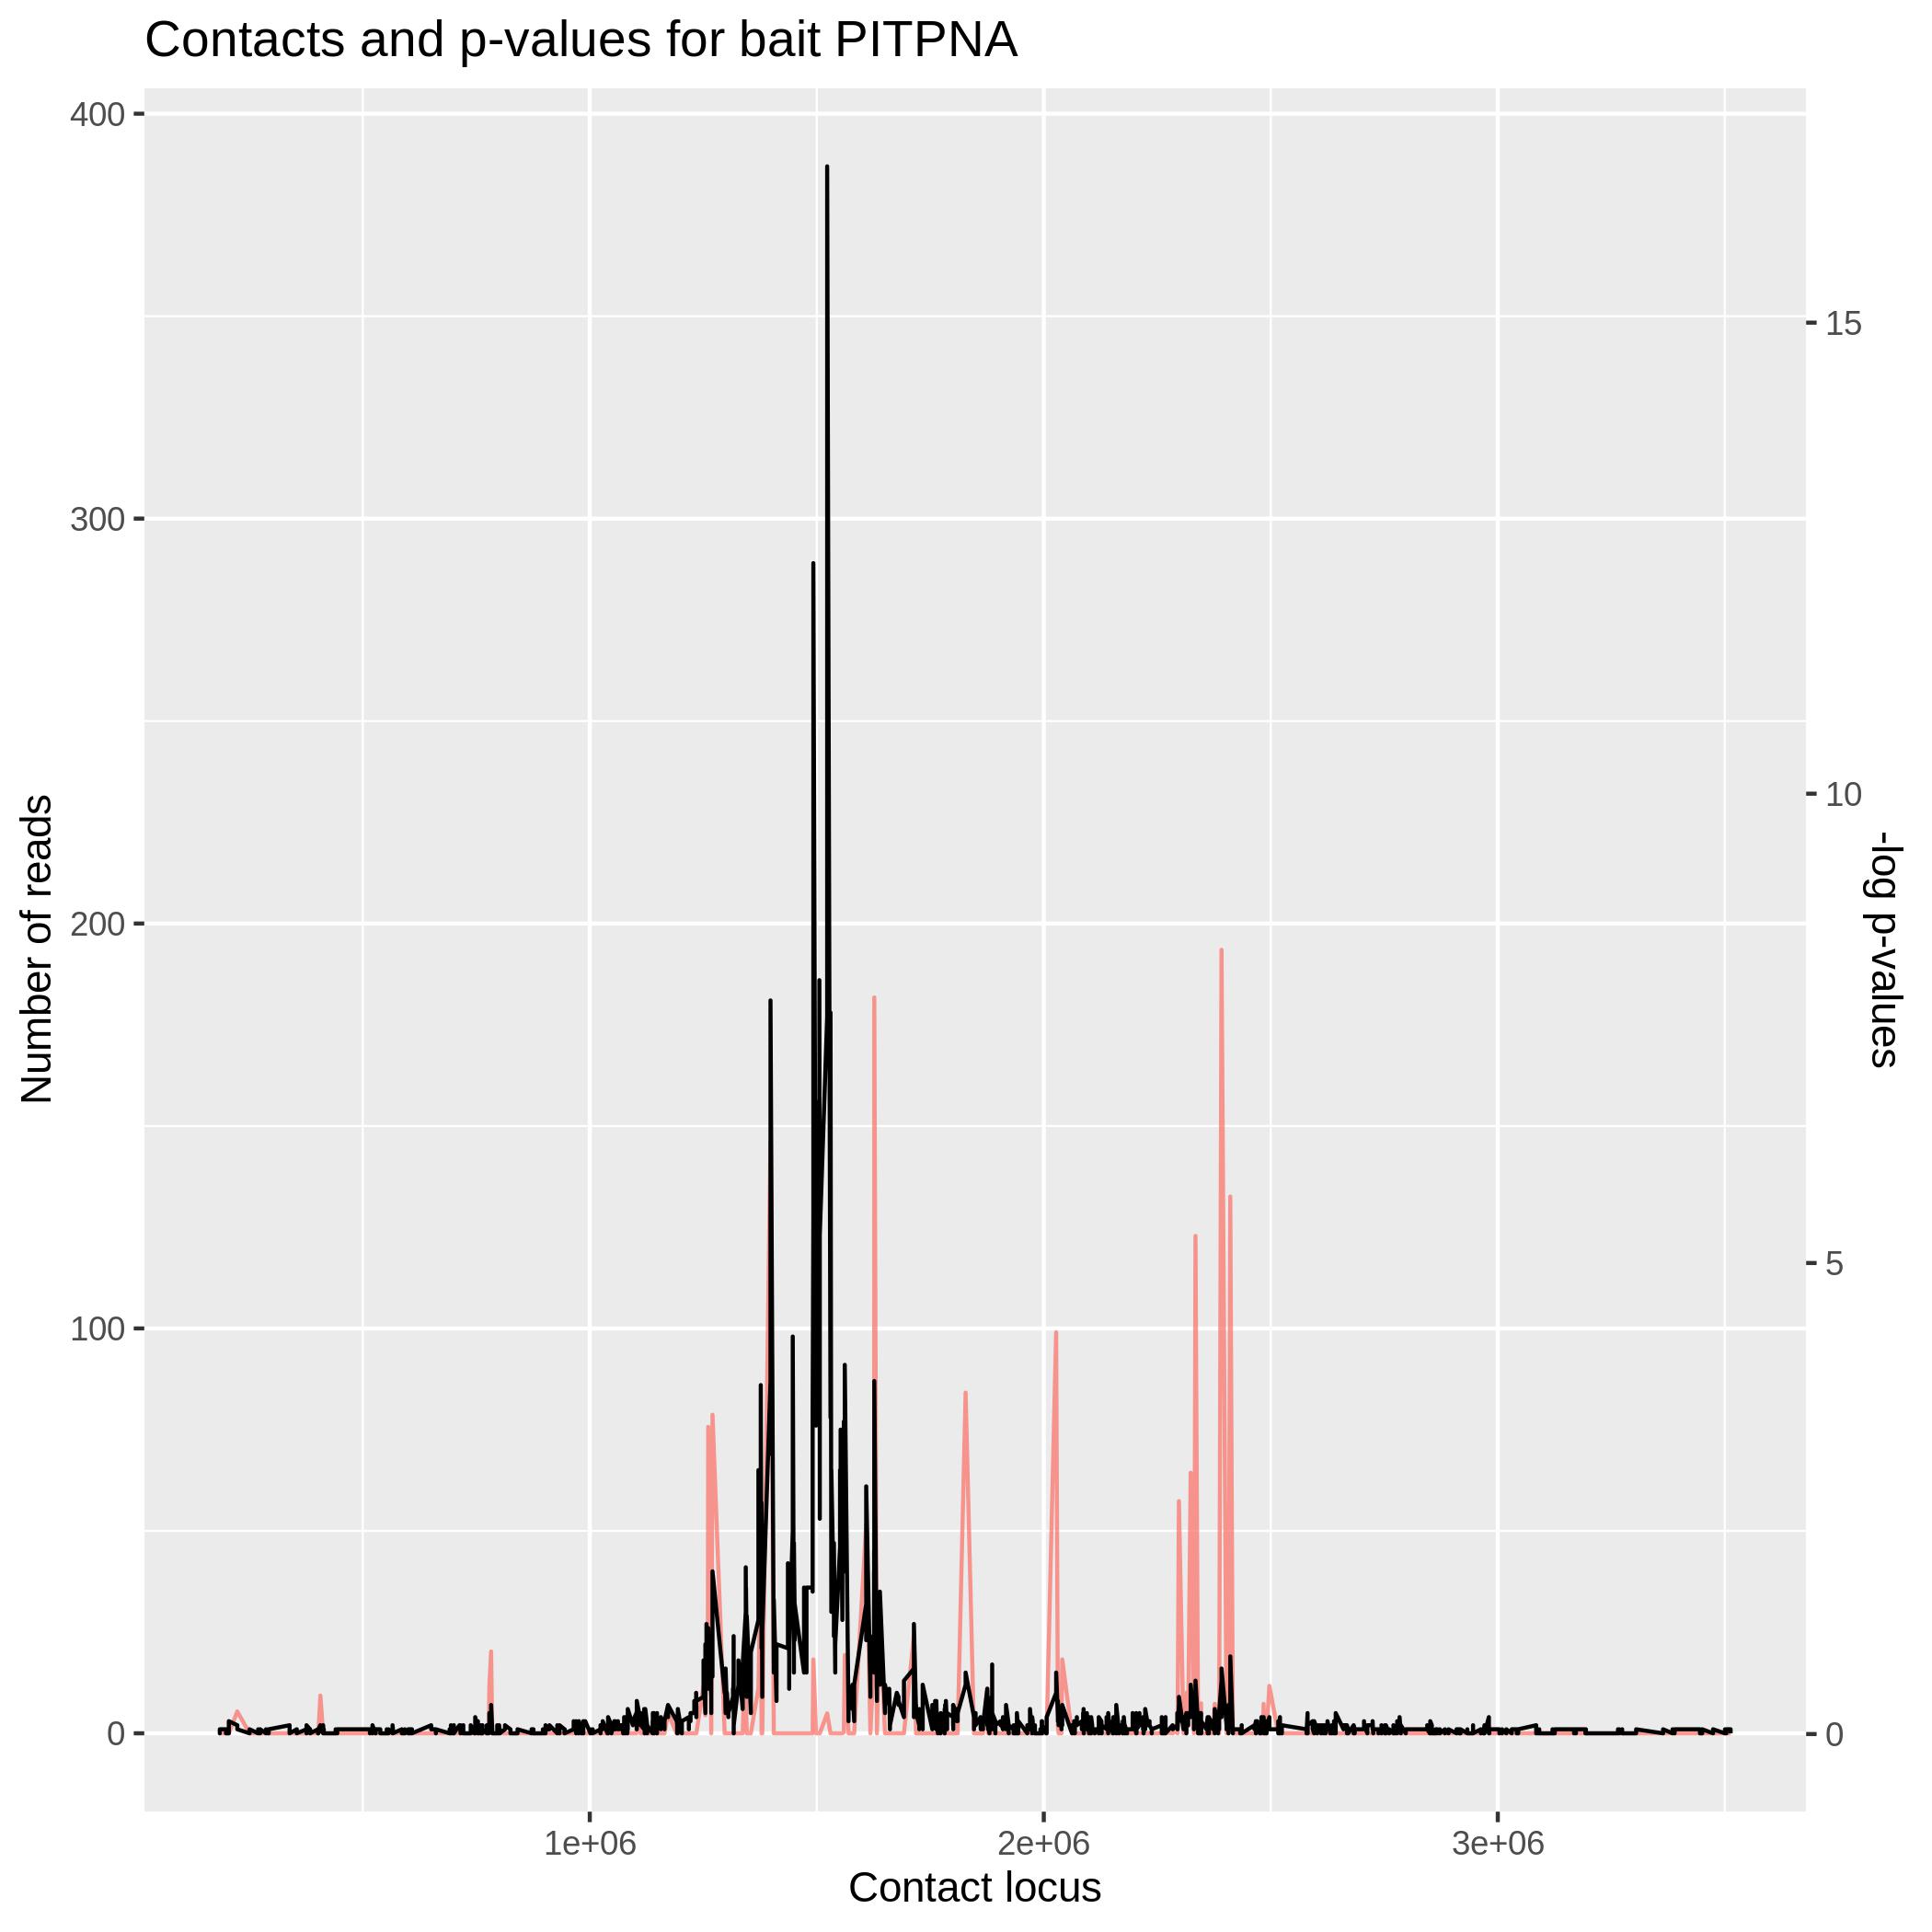 Contacts and p-values for bait PITPNA
400
300
200
100
0
Number of reads
15
10
5
0
-log p-values
1e+06
2e+06
3e+06
Contact locus